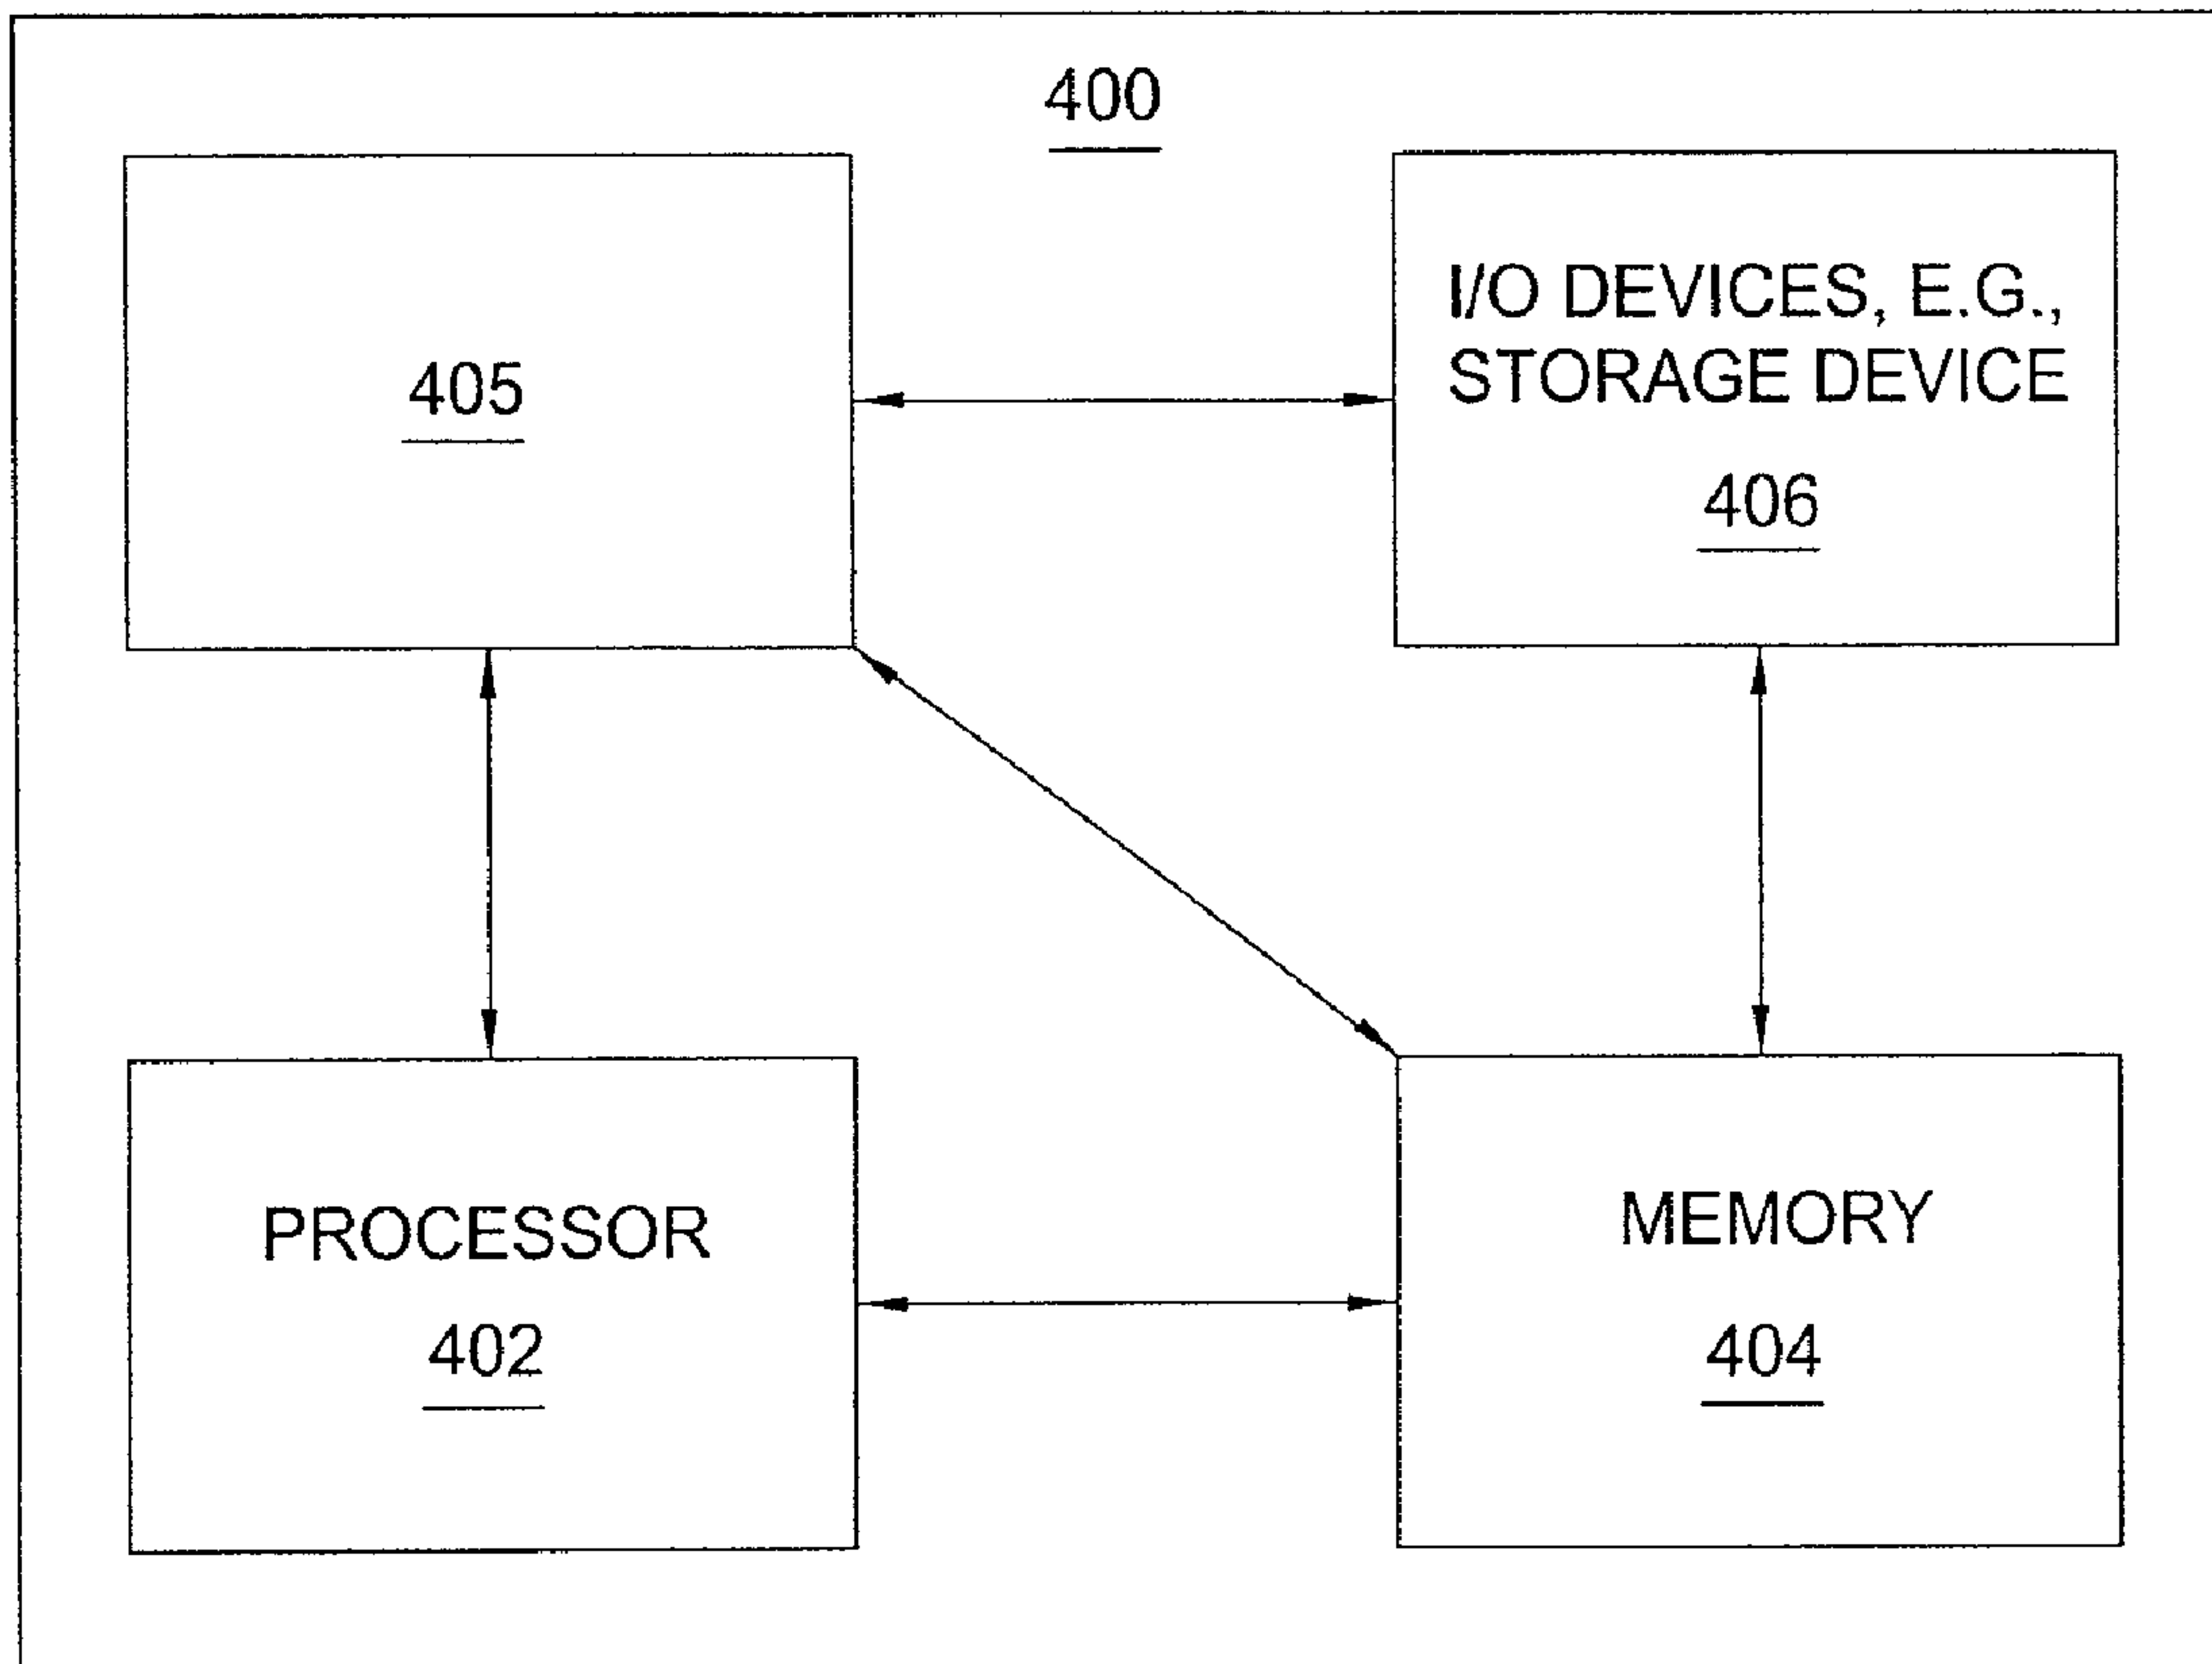 400
405
I/O DEVICES, E.G.,
STORAGE DEVICE
406
PROCESSOR
402
MEMORY
404